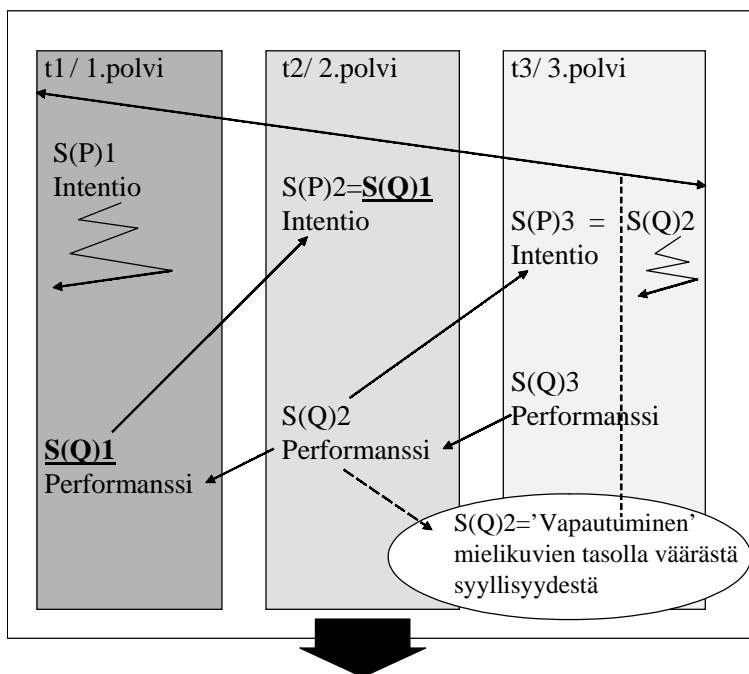 t1/ 1.polvi
S(P)1
Intentio
S(Q)1
Performanssi
t2/ 2.polvi
S(P)2=S(Q)1
Intentio
S(Q)2
Performanssi
t3/ 3.polvi
S(P)3 = S(Q)2
Intentio
S(Q)3
Performanssi
S(Q)2=’Vapautuminen’
mielikuvien tasolla väärästä
syyllisyydestä